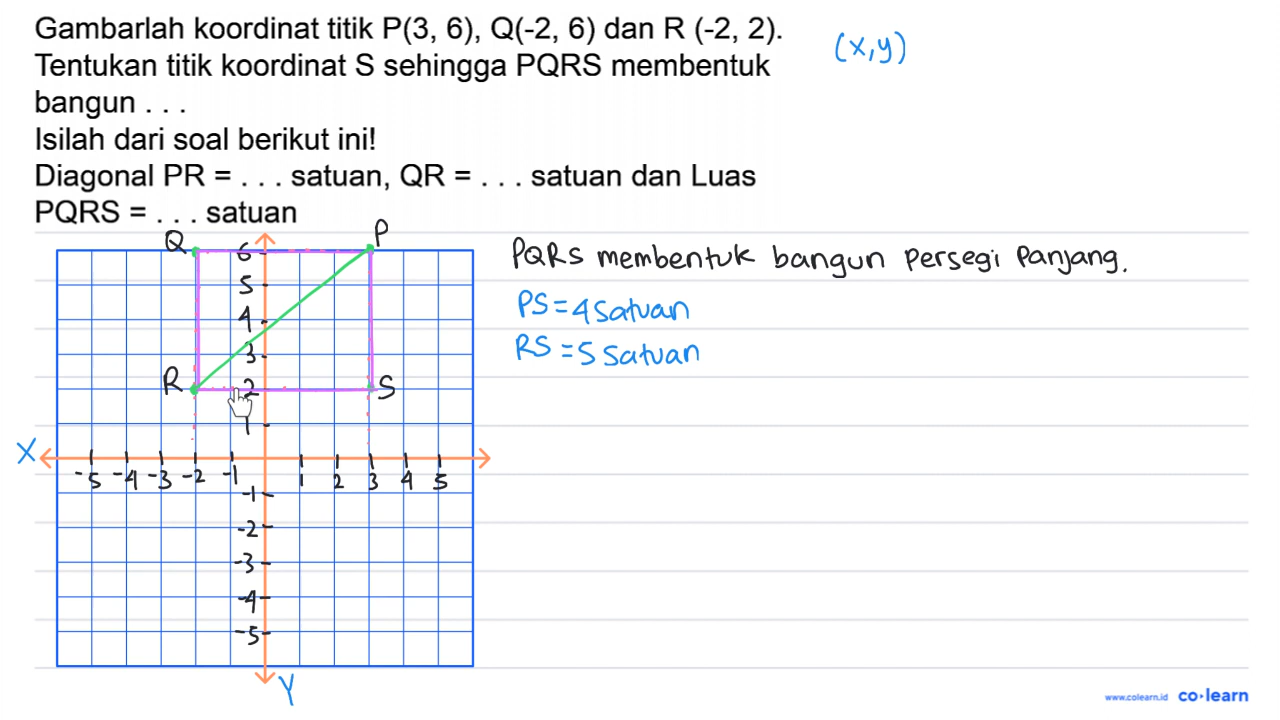 Gambarlah koordinat titik P(3, 6), Q(-2, 6) dan R (-2, 2).
(x,y)
Tentukan titik koordinat S sehingga PQRS membentuk
bangun . . .
Isilah dari soal berikut ini!
Diagonal PR = . . . satuan, QR = . . . satuan dan Luas
PQRS = . . . satuan
Q
P
PQRS membentuk bangun persegi panjang.
PS = 4 satuan
RS = 5 satuan
6
5
4
3
R
2
S
1
X
-5 -4 -3 -2 -1 1 2 3 4 5
-1
-2
-3
-4
-5
Y
www.colearn.id co·learn